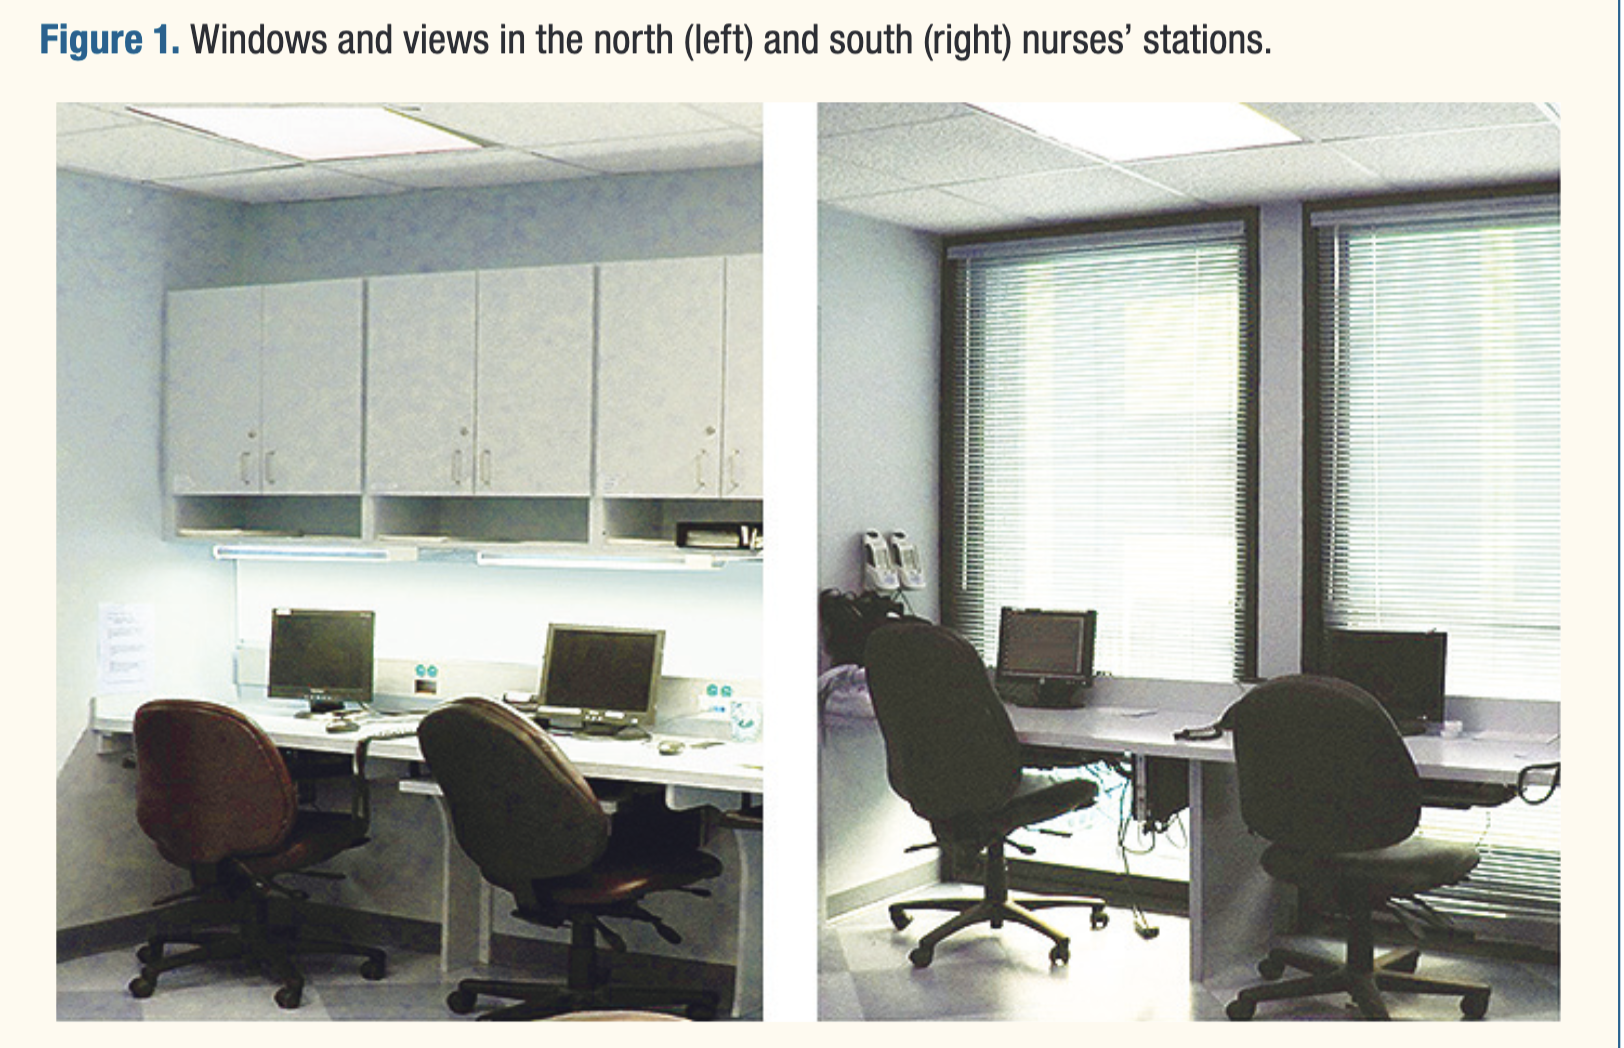 Figure 1. Windows and views in the north (left) and south (right) nurses’ stations.